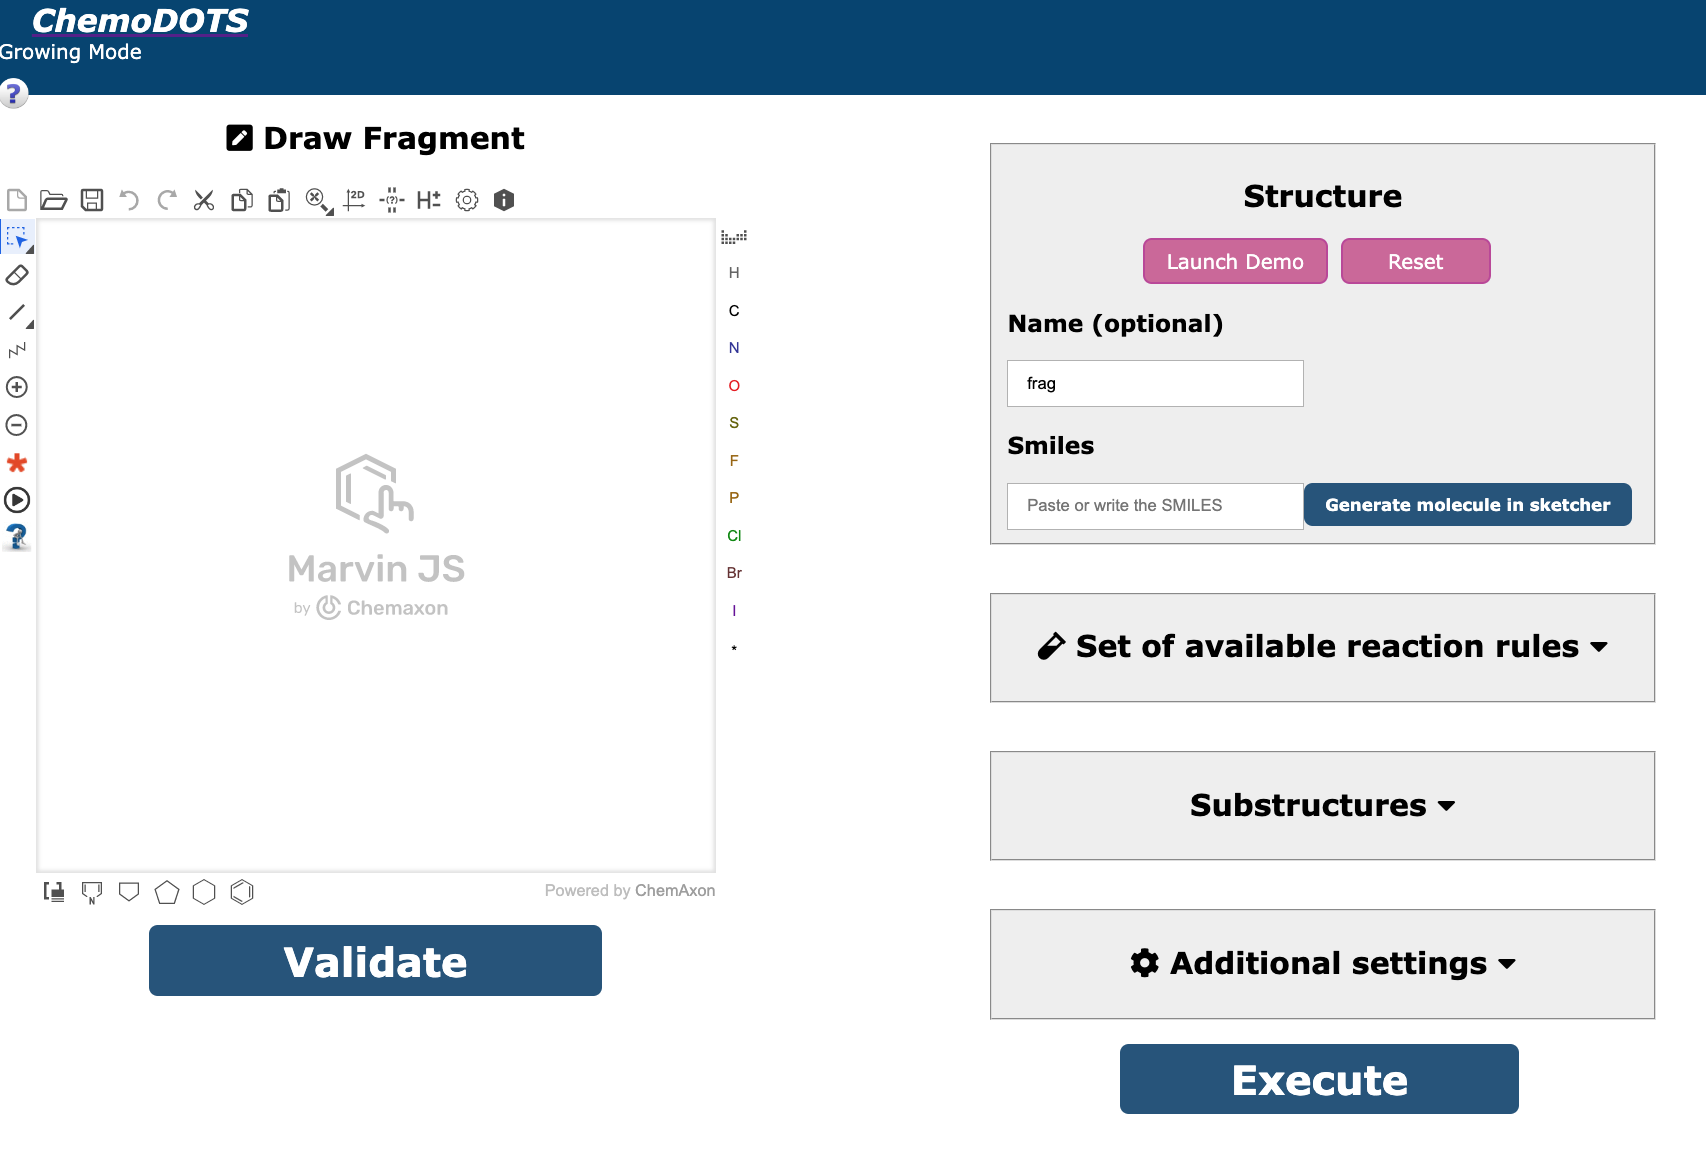 ChemoDOTS
Growing Mode
?
Draw Fragment
2D
(?)
H±
i
H
C
N
O
S
F
P
Cl
Br
I
*
Marvin JS
by Chemaxon
N
Powered by ChemAxon
Validate
Structure
Launch Demo
Reset
Name (optional)
frag
Smiles
Paste or write the SMILES
Generate molecule in sketcher
Set of available reaction rules
Substructures
Additional settings
Execute